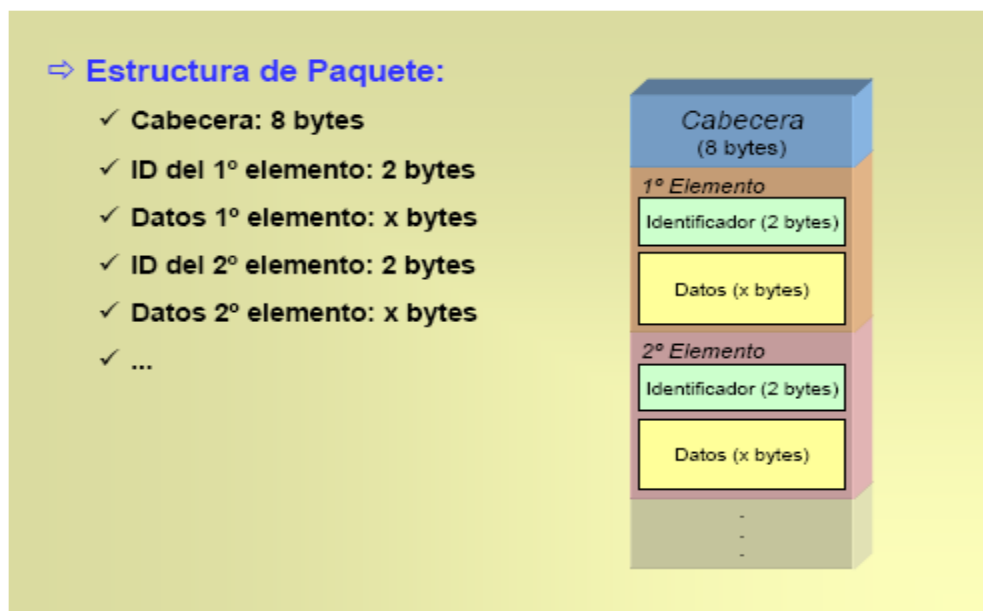 ⇨ Estructura de Paquete:
✓ Cabecera: 8 bytes
✓ ID del 1º elemento: 2 bytes
✓ Datos 1º elemento: x bytes
✓ ID del 2º elemento: 2 bytes
✓ Datos 2º elemento: x bytes
✓ ...
Cabecera
(8 bytes)
1º Elemento
Identificador (2 bytes)
Datos (x bytes)
2º Elemento
Identificador (2 bytes)
Datos (x bytes)
-
-
-